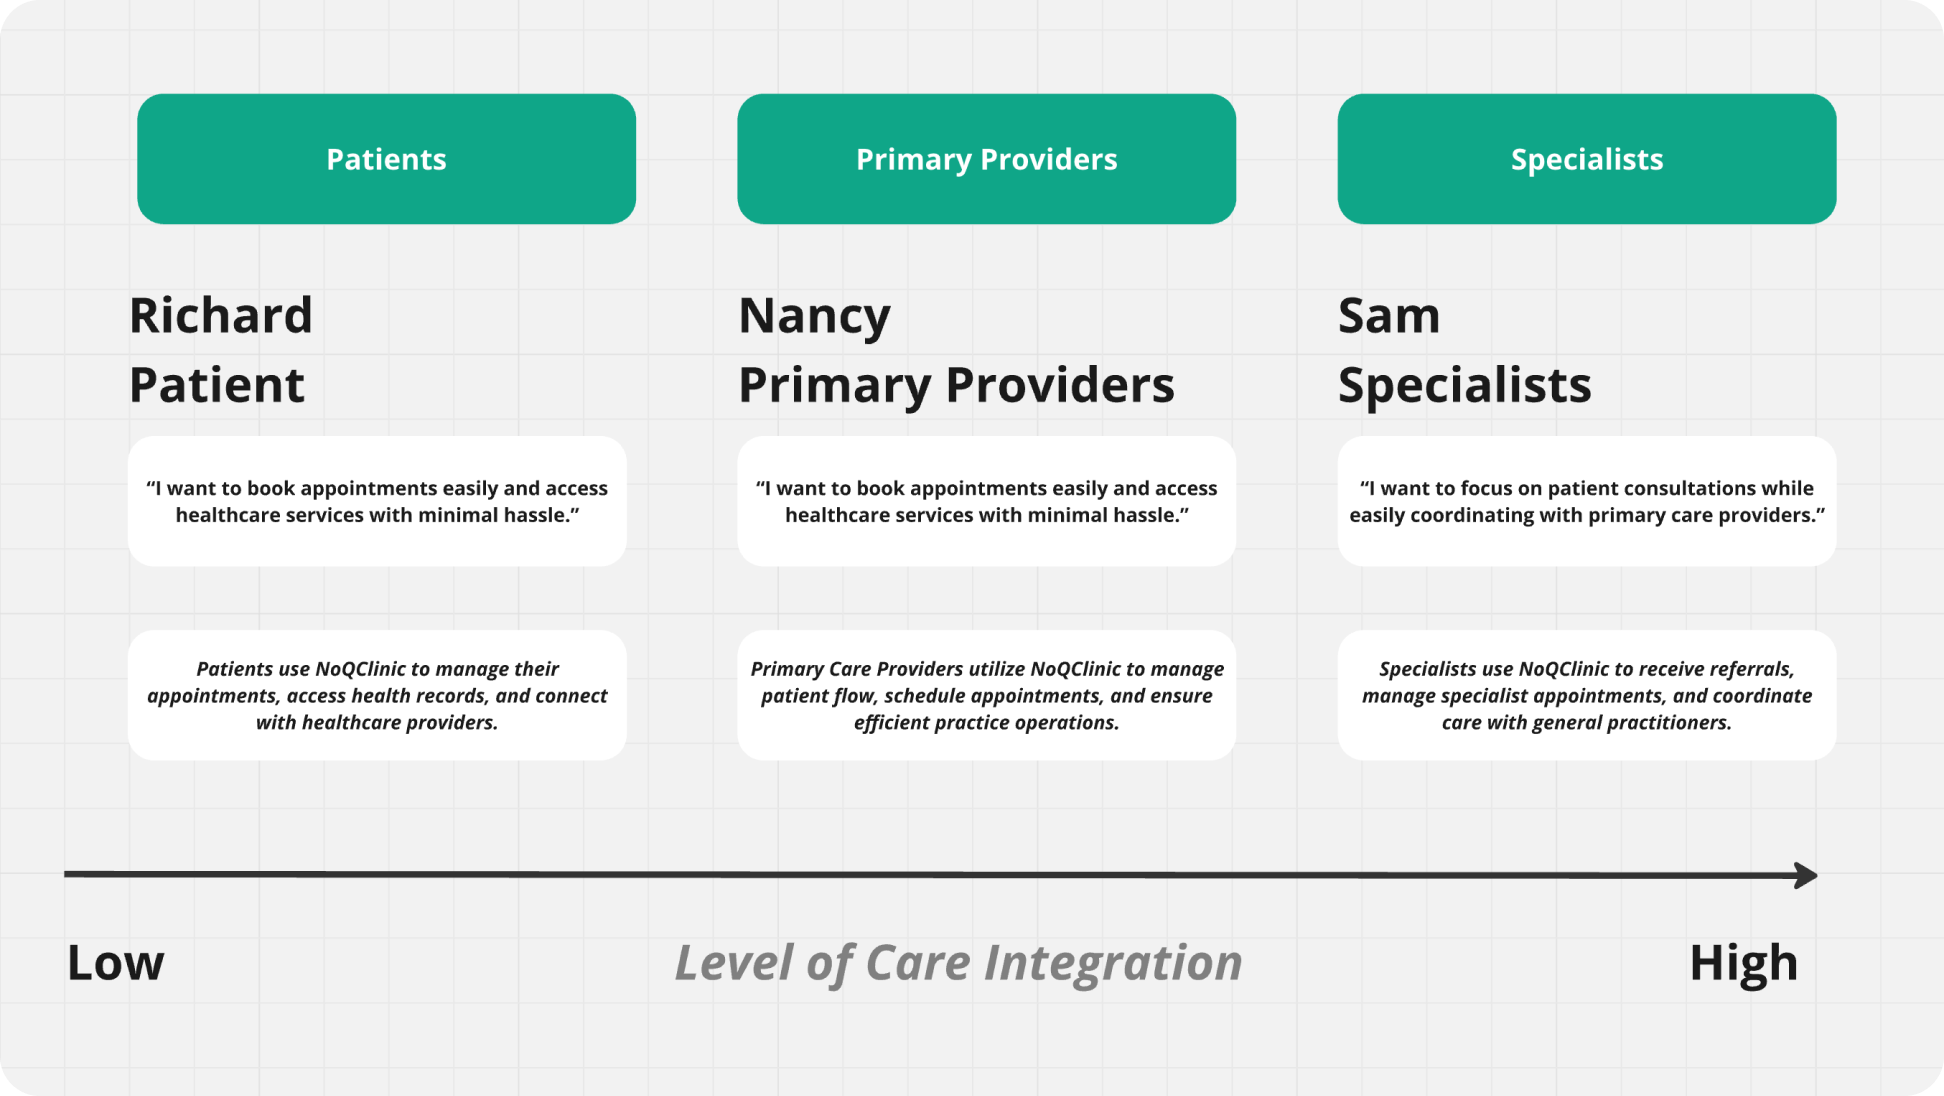 Patients
Primary Providers
Specialists
Richard
Patient
Nancy
Primary Providers
Sam
Specialists
“I want to book appointments easily and access
healthcare services with minimal hassle.”
“I want to book appointments easily and access
healthcare services with minimal hassle.”
“I want to focus on patient consultations while
easily coordinating with primary care providers.”
Patients use NoQClinic to manage their
appointments, access health records, and connect
with healthcare providers.
Primary Care Providers utilize NoQClinic to manage
patient flow, schedule appointments, and ensure
efficient practice operations.
Specialists use NoQClinic to receive referrals,
manage specialist appointments, and coordinate
care with general practitioners.
Low
Level of Care Integration
High